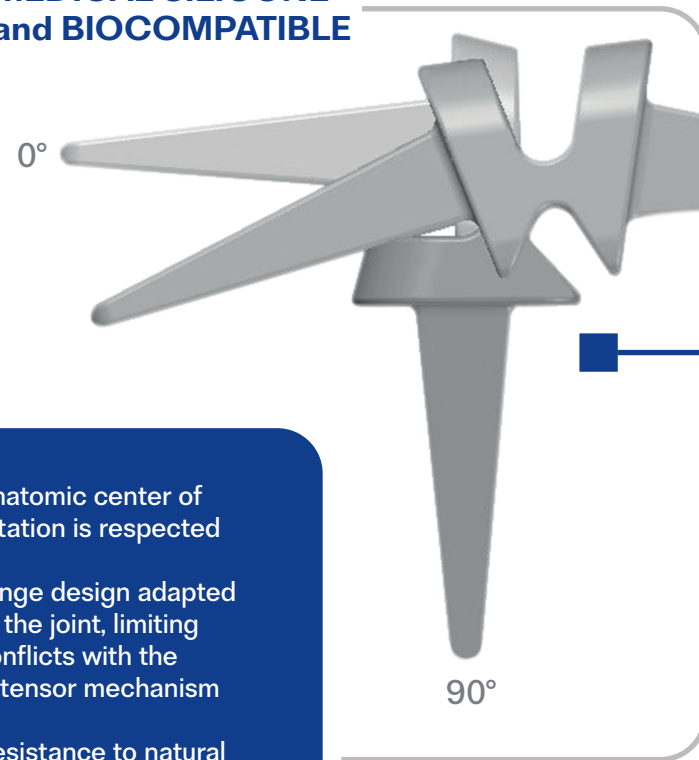 and BIOCOMPATIBLE
0°
natomic center of
tation is respected
nge design adapted
the joint, limiting
onflicts with the
tensor mechanism
esistance to natural
90°